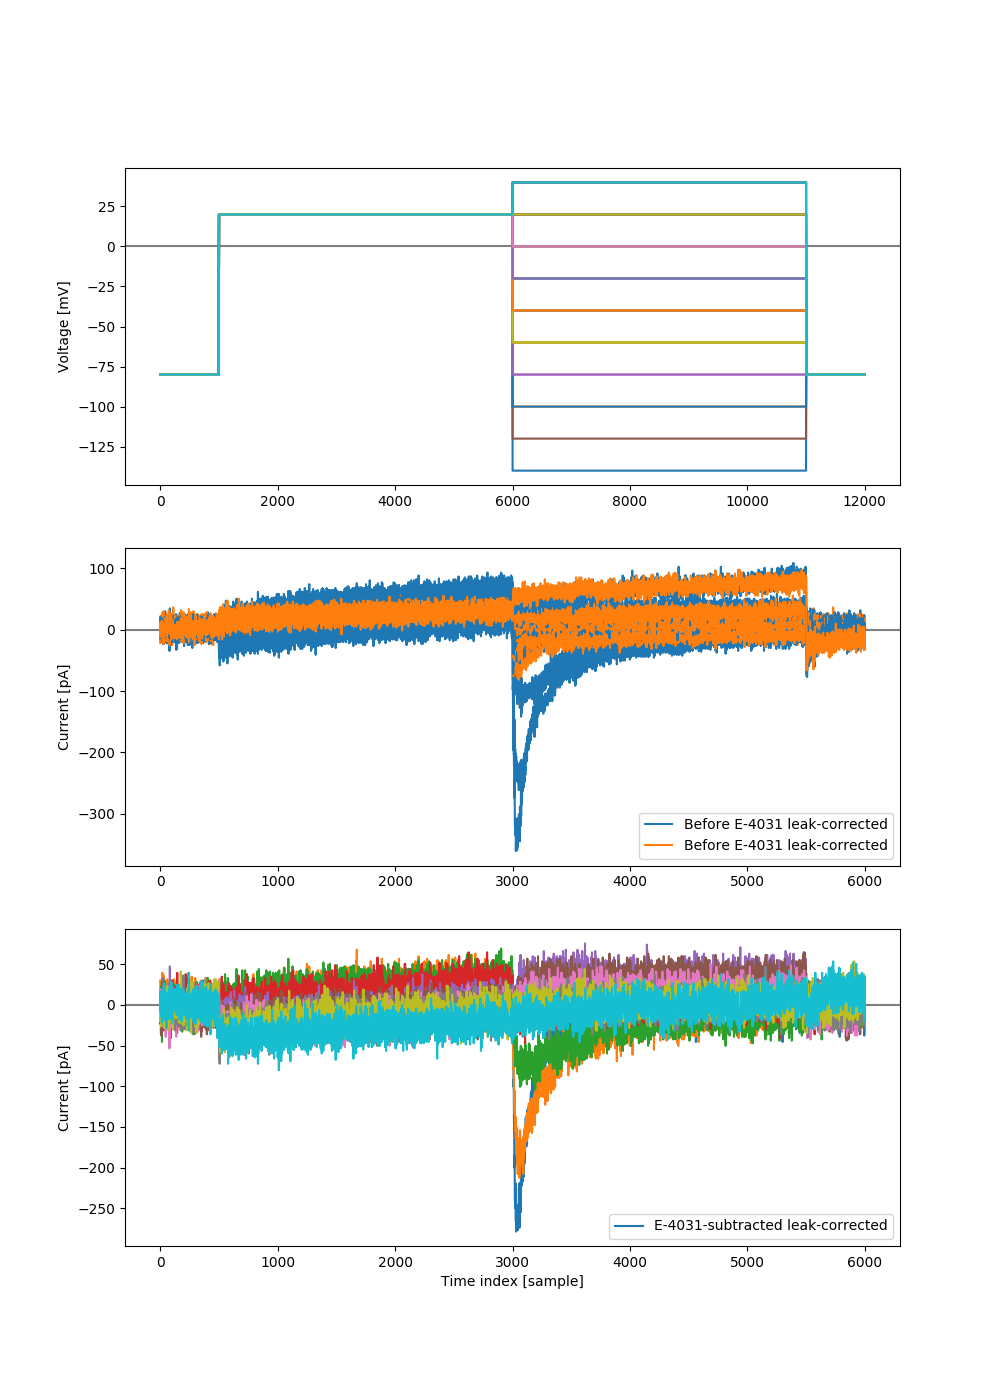 Voltage [mV]
25
0
−25
−50
−75
−100
−125
0 2000 4000 6000 8000 10000 12000
Current [pA]
100
0
−100
−200
−300
Before E-4031 leak-corrected
Before E-4031 leak-corrected
0 1000 2000 3000 4000 5000 6000
Current [pA]
50
0
−50
−100
−150
−200
−250
E-4031-subtracted leak-corrected
0 1000 2000 3000 4000 5000 6000
Time index [sample]